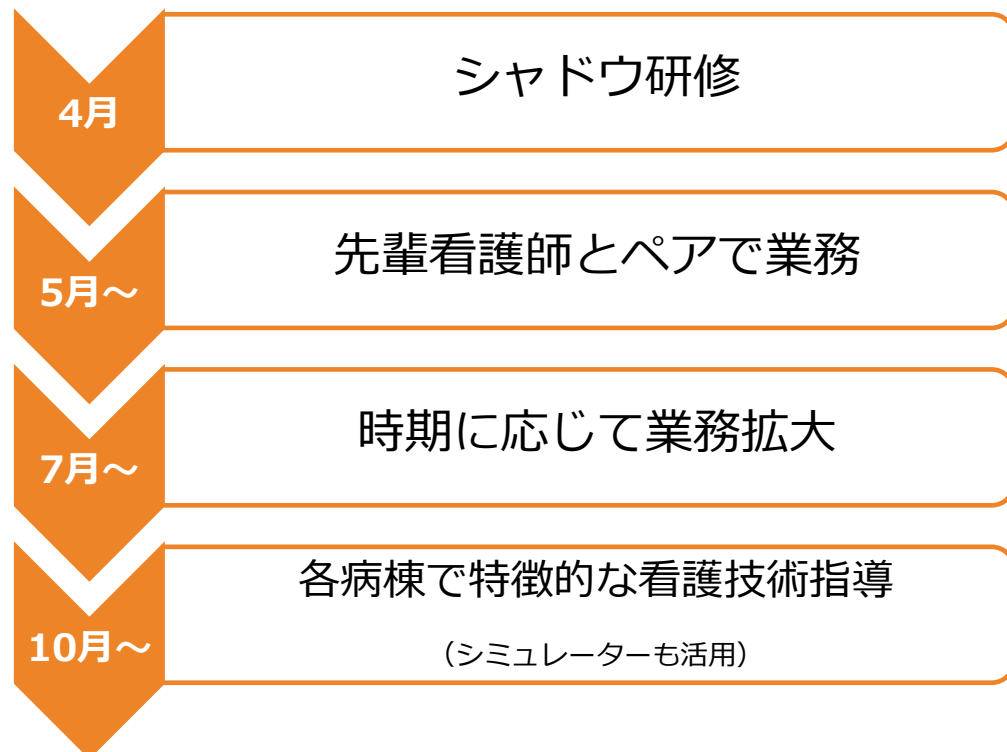 4月
シャドウ研修
5月～
先輩看護師とペアで業務
7月～
時期に応じて業務拡大
10月～
各病棟で特徴的な看護技術指導
（シミュレーターも活用）